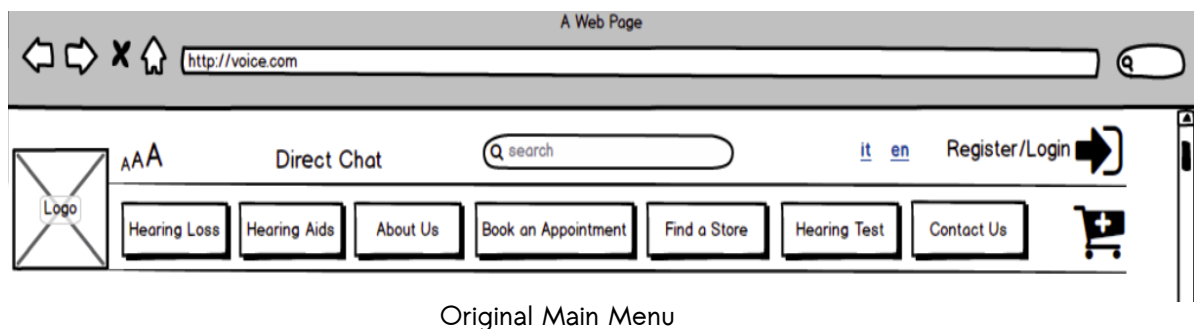 A Web Page
http://voice.com
AAA Direct Chat search it en Register/Login
Logo
Hearing Loss Hearing Aids About Us Book an Appointment Find a Store Hearing Test Contact Us
Original Main Menu